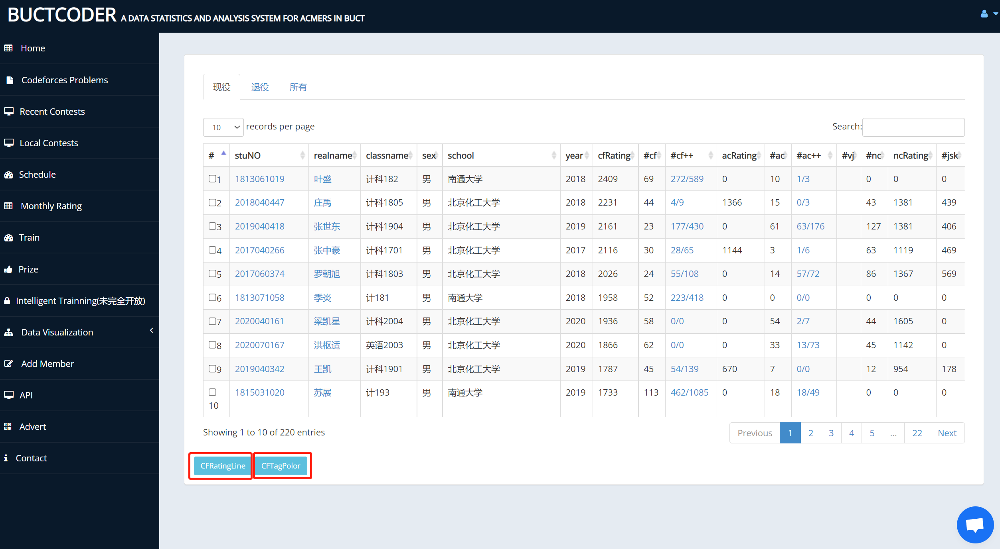 BUCTCODER A DATA STATISTICS AND ANALYSIS SYSTEM FOR ACMERS IN BUCT
Home
Codeforces Problems
Recent Contests
Local Contests
Schedule
Monthly Rating
Train
Prize
Intelligent Trainning(未完全开放)
Data Visualization
Add Member
API
Advert
Contact
现役 退役 所有
10 records per page Search:
# stuNO realname classname sex school year cfRating #cf #cf++ acRating #ac #ac++ #vj #nc ncRating #jsk
1 1813061019 叶盛 计科182 男 南通大学 2018 2409 69 272/589 0 10 1/3 0 0 0
2 2018040447 庄禹 计科1805 男 北京化工大学 2018 2231 44 4/9 1366 15 0/3 43 1381 439
3 2019040418 张世东 计科1904 男 北京化工大学 2019 2161 23 177/430 0 61 63/176 127 1381 406
4 2017040266 张中豪 计科1701 男 北京化工大学 2017 2116 30 28/65 1144 3 1/6 63 1119 469
5 2017060374 罗朝旭 计科1803 男 北京化工大学 2018 2026 24 55/108 0 14 57/72 86 1367 569
6 1813071058 季炎 计181 男 南通大学 2018 1958 52 223/418 0 0 0/0 0 0 0
7 2020040161 梁凯星 计科2004 男 北京化工大学 2020 1936 58 0/0 0 54 2/7 44 1605 0
8 2020070167 洪枢适 英语2003 男 北京化工大学 2020 1866 62 0/0 0 33 13/73 45 1142 0
9 2019040342 王凯 计科1901 男 北京化工大学 2019 1787 45 54/139 670 7 0/0 12 954 178
10 1815031020 苏展 计193 男 南通大学 2019 1733 113 462/1085 0 18 18/49 0 0 0
Showing 1 to 10 of 220 entries Previous 1 2 3 4 5 ... 22 Next
CFRatingLine CFTagPolor